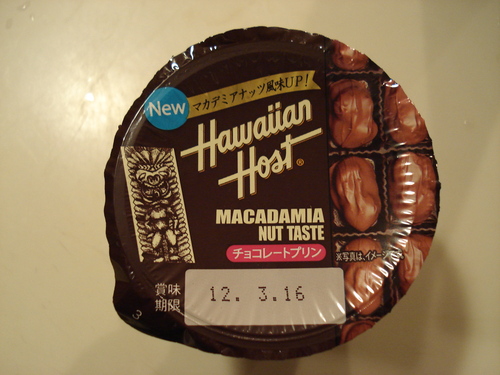 マカデミアナッツ風味UP!
New
Hawaiian
Host®
MACADAMIA
NUT TASTE
チョコレートプリン
※写真は、イメージ
賞味
期限
12. 3.16
3